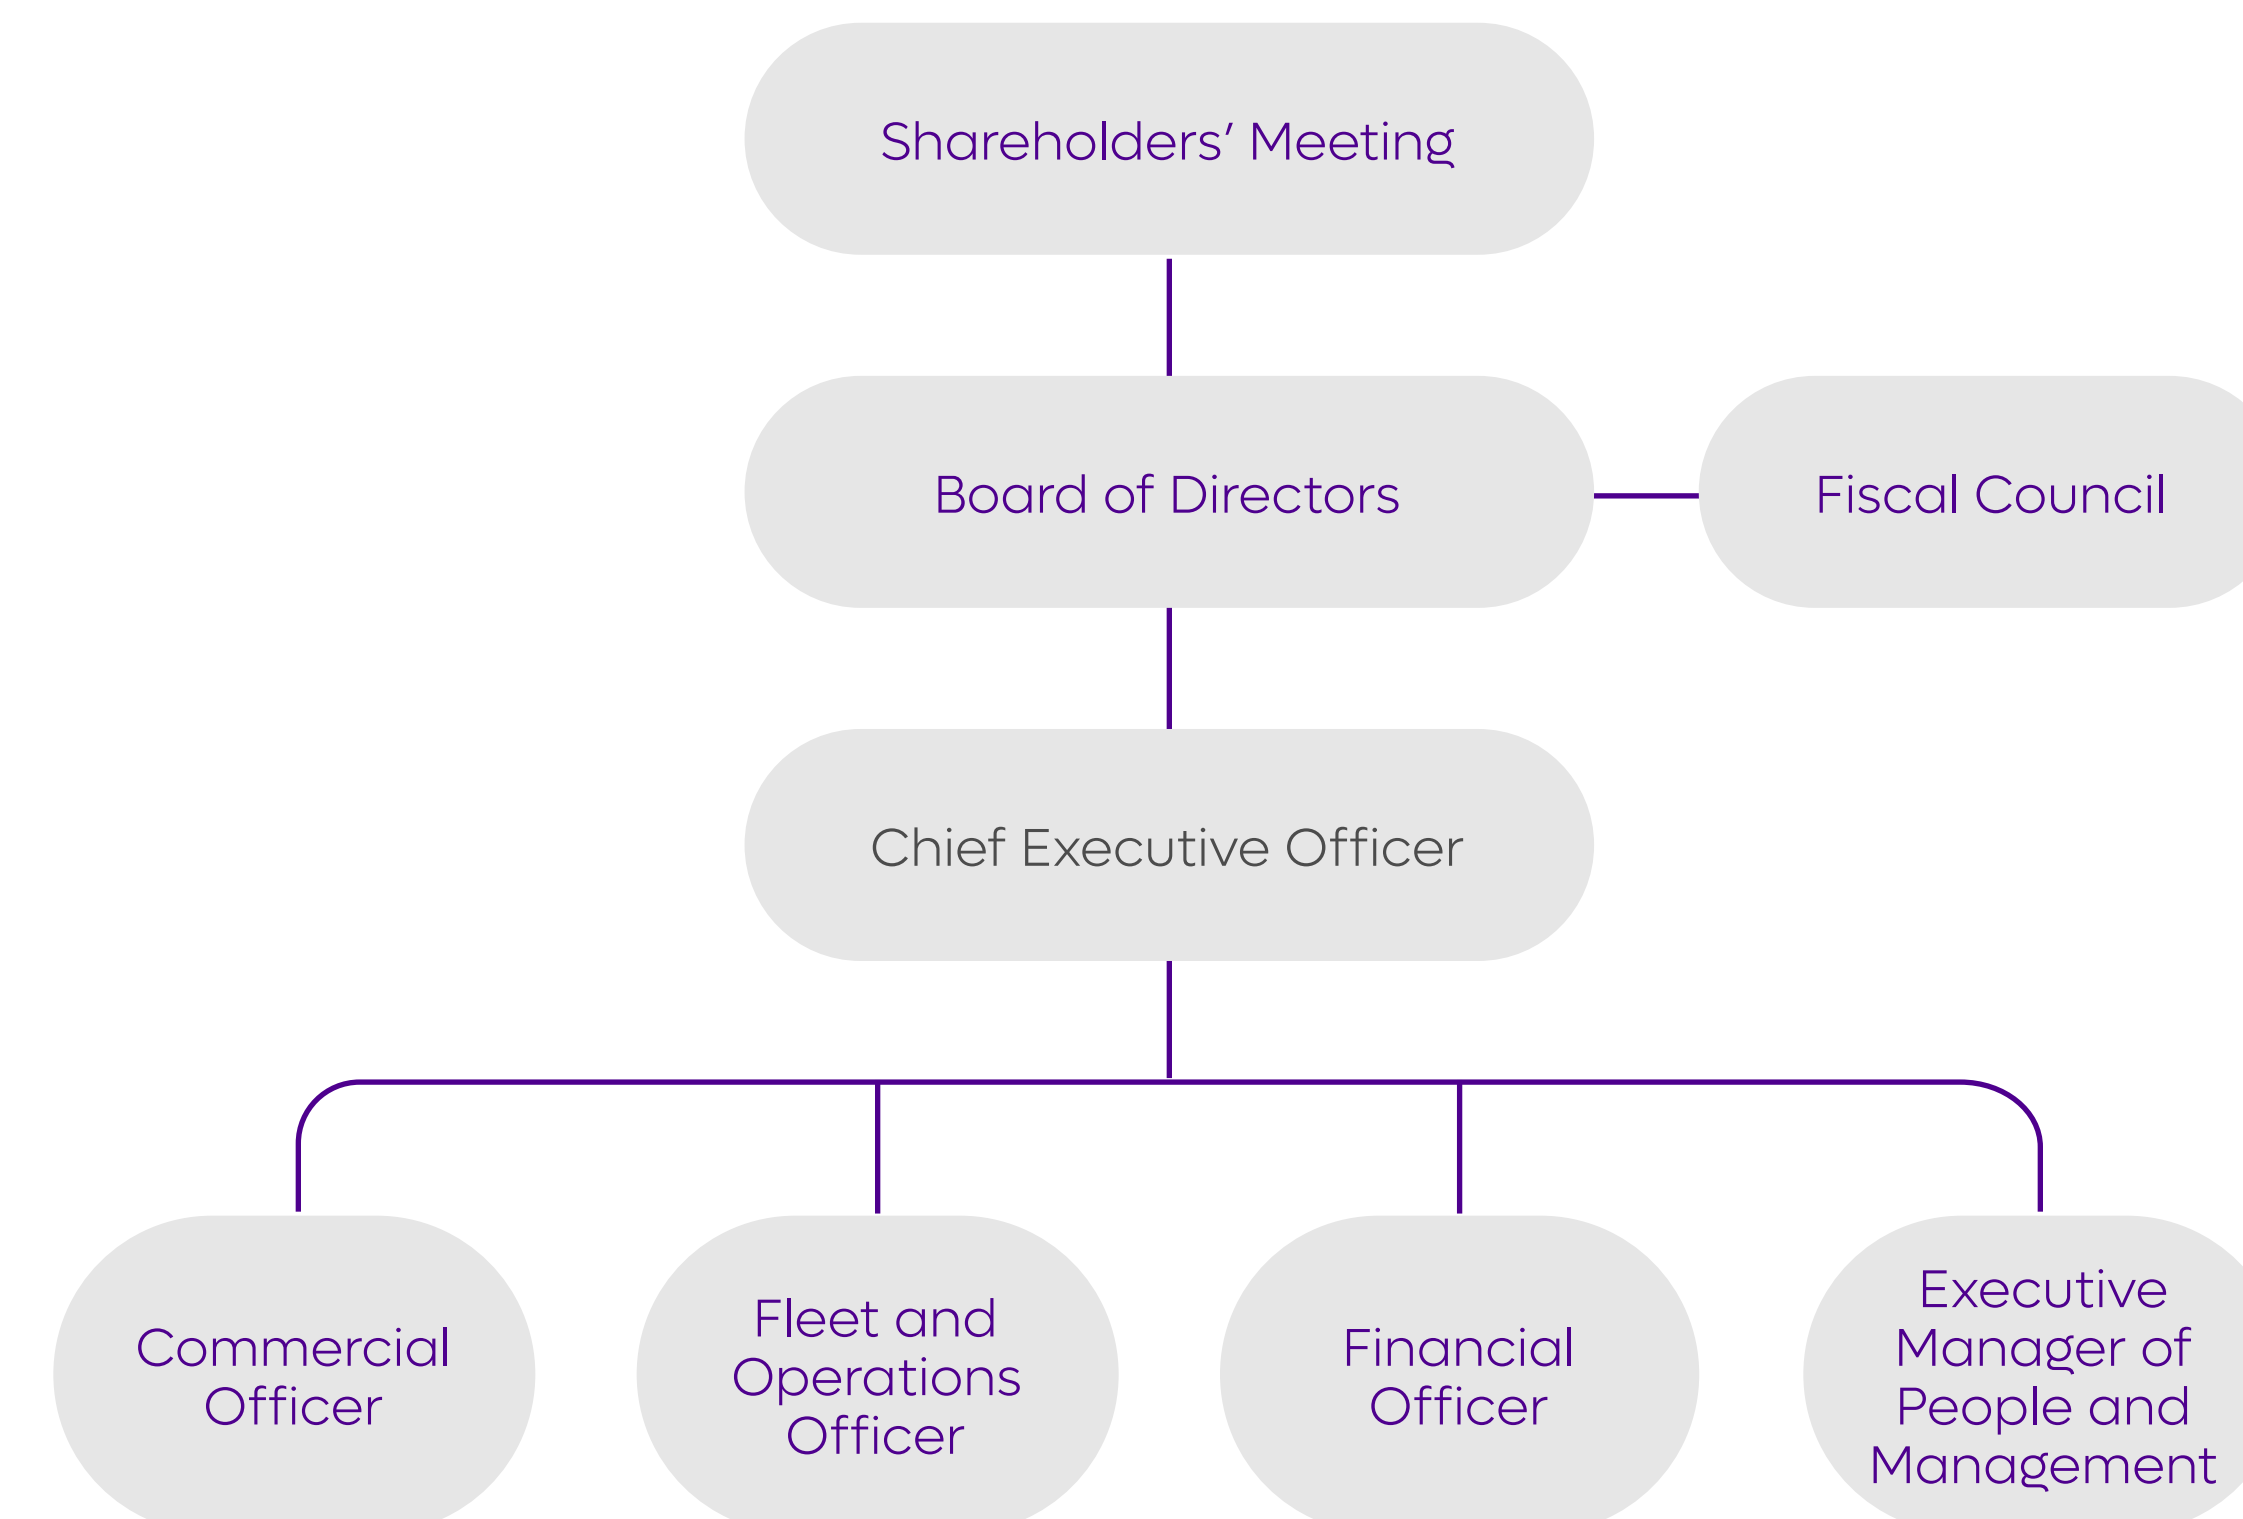 Shareholders’ Meeting
Board of Directors
Fiscal Council
Chief Executive Officer
Commercial
Officer
Fleet and
Operations
Officer
Financial
Officer
Executive
Manager of
People and
Management